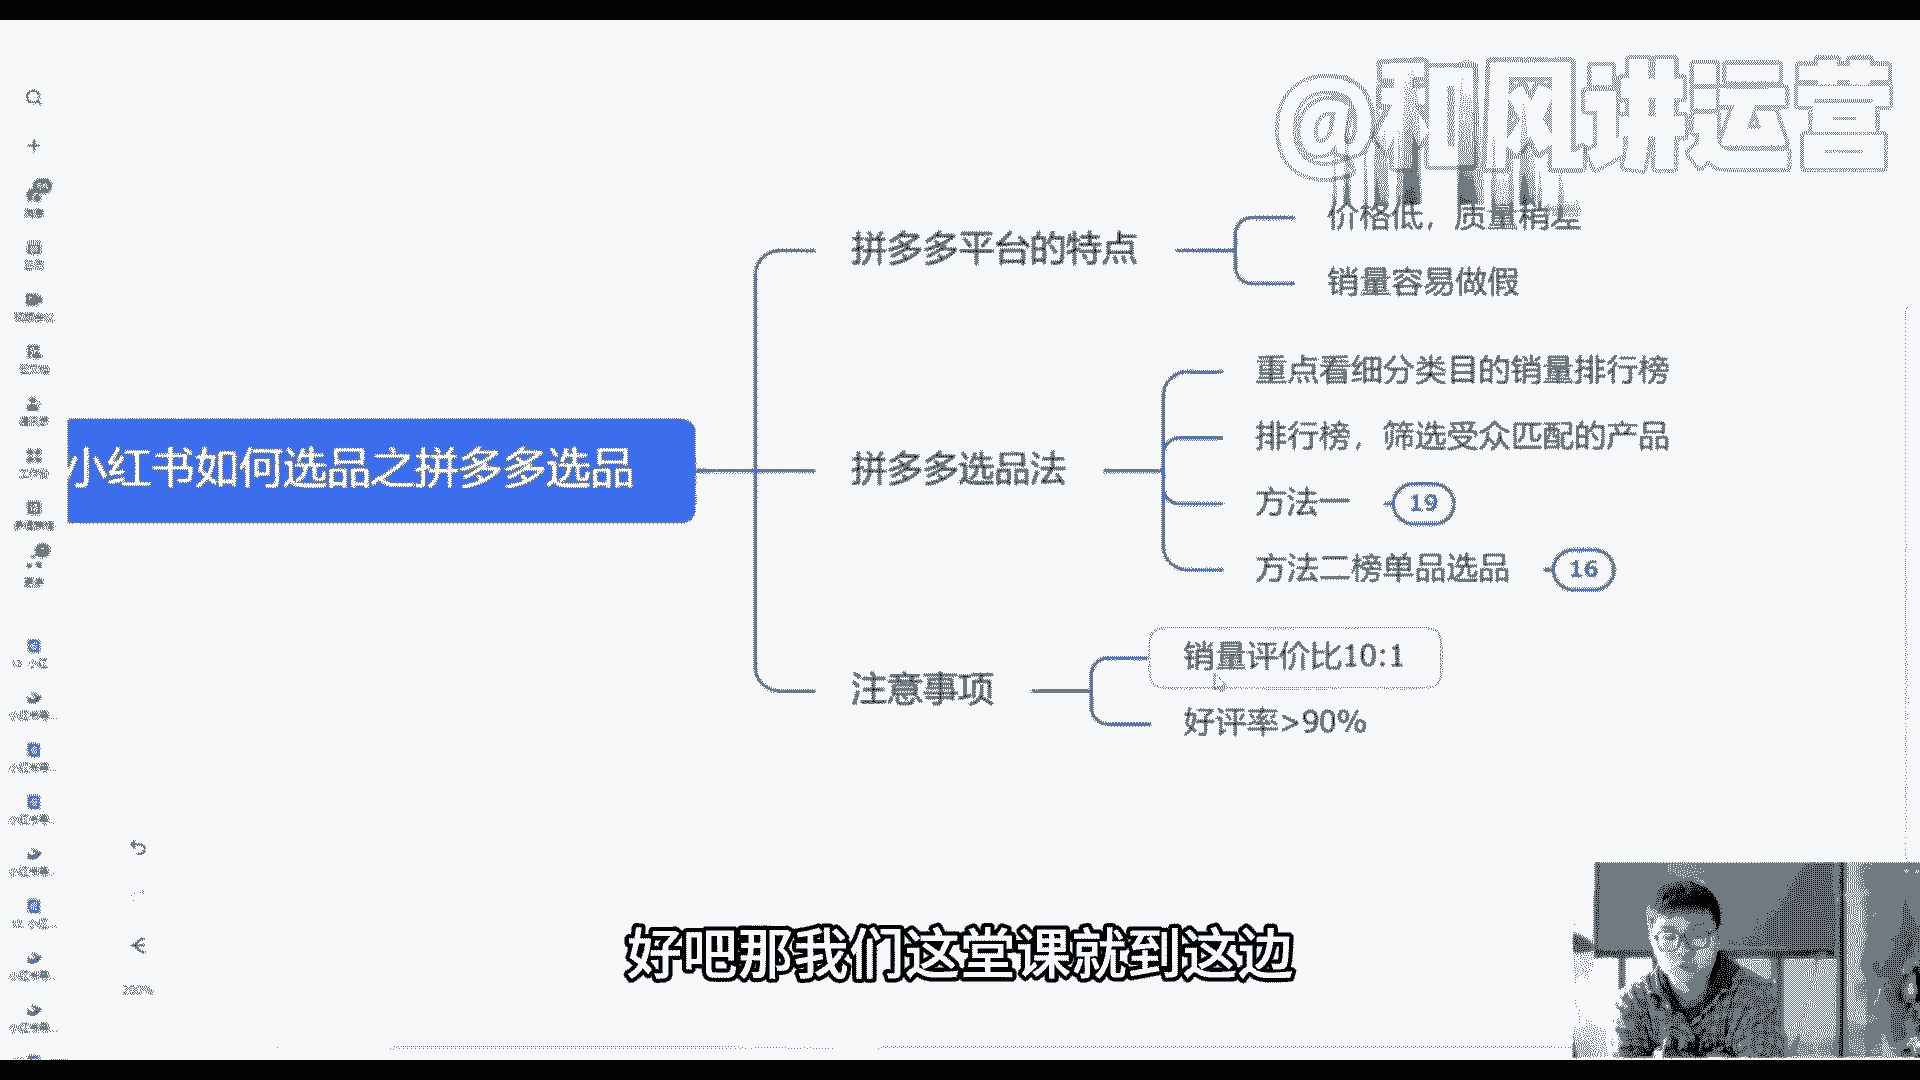 @和风讲运营
价格低，质量稍差
拼多多平台的特点
销量容易做假
重点看细分类目的销量排行榜
排行榜，筛选受众匹配的产品
小红书如何选品之拼多多选品
拼多多选品法
方法一 19
方法二榜单品选品 16
销量评价比10:1
注意事项
好评率>90%
好吧那我们这堂课就到这边
200%